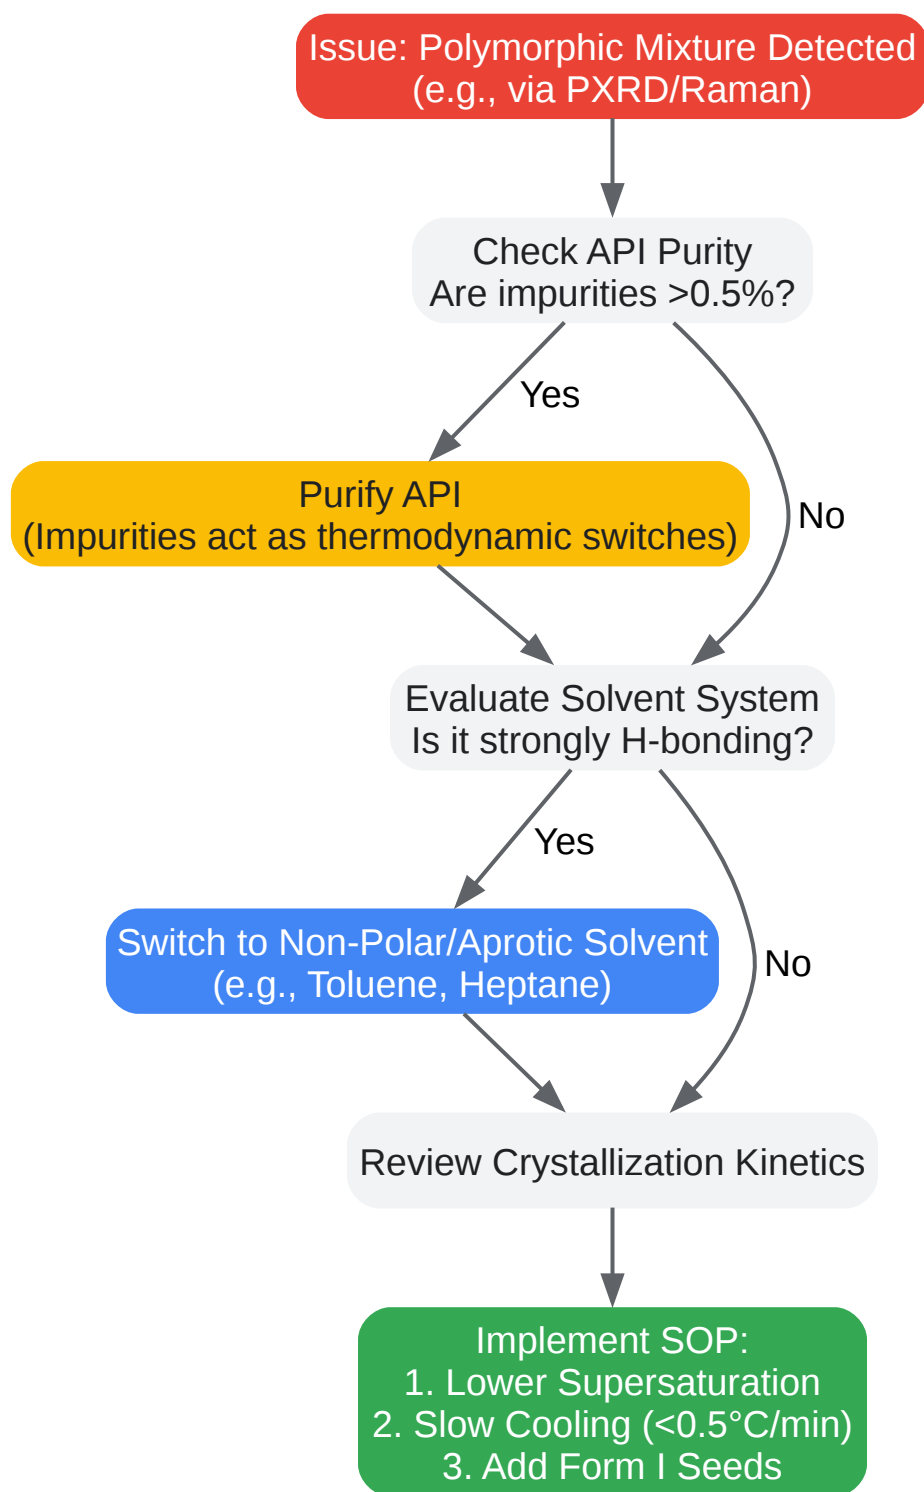 Issue: Polymorphic Mixture Detected
(e.g., via PXRD/Raman)
Check API Purity
Are impurities >0.5%?
Yes
No
Purify API
(Impurities act as thermodynamic switches)
Evaluate Solvent System
Is it strongly H-bonding?
Yes
No
Switch to Non-Polar/Aprotic Solvent
(e.g., Toluene, Heptane)
Review Crystallization Kinetics
Implement SOP:
1. Lower Supersaturation
2. Slow Cooling (<0.5°C/min)
3. Add Form I Seeds